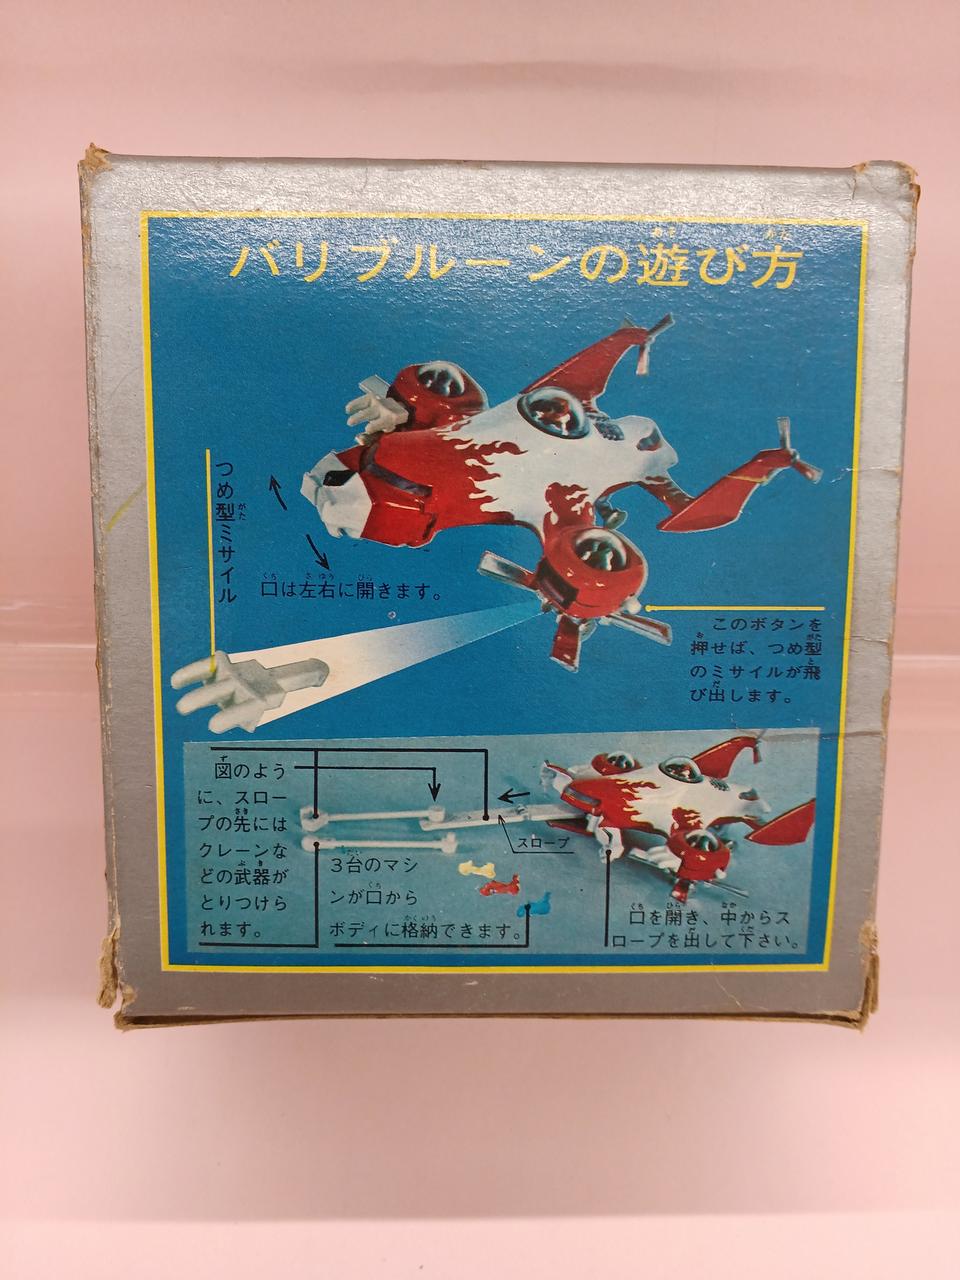 バリブルーンの遊び方
つめ型ミサイル
口は左右に開きます。
このボタンを
押せば、つめ型
のミサイルが飛
び出します。
図のよう
に、スロー
プの先には
クレーンな
どの武器が
とりつけら
れます。
3台のマシ
ンが口から
ボディに格納できます。
スロープ
口を開き、中からス
ロープを出して下さい。